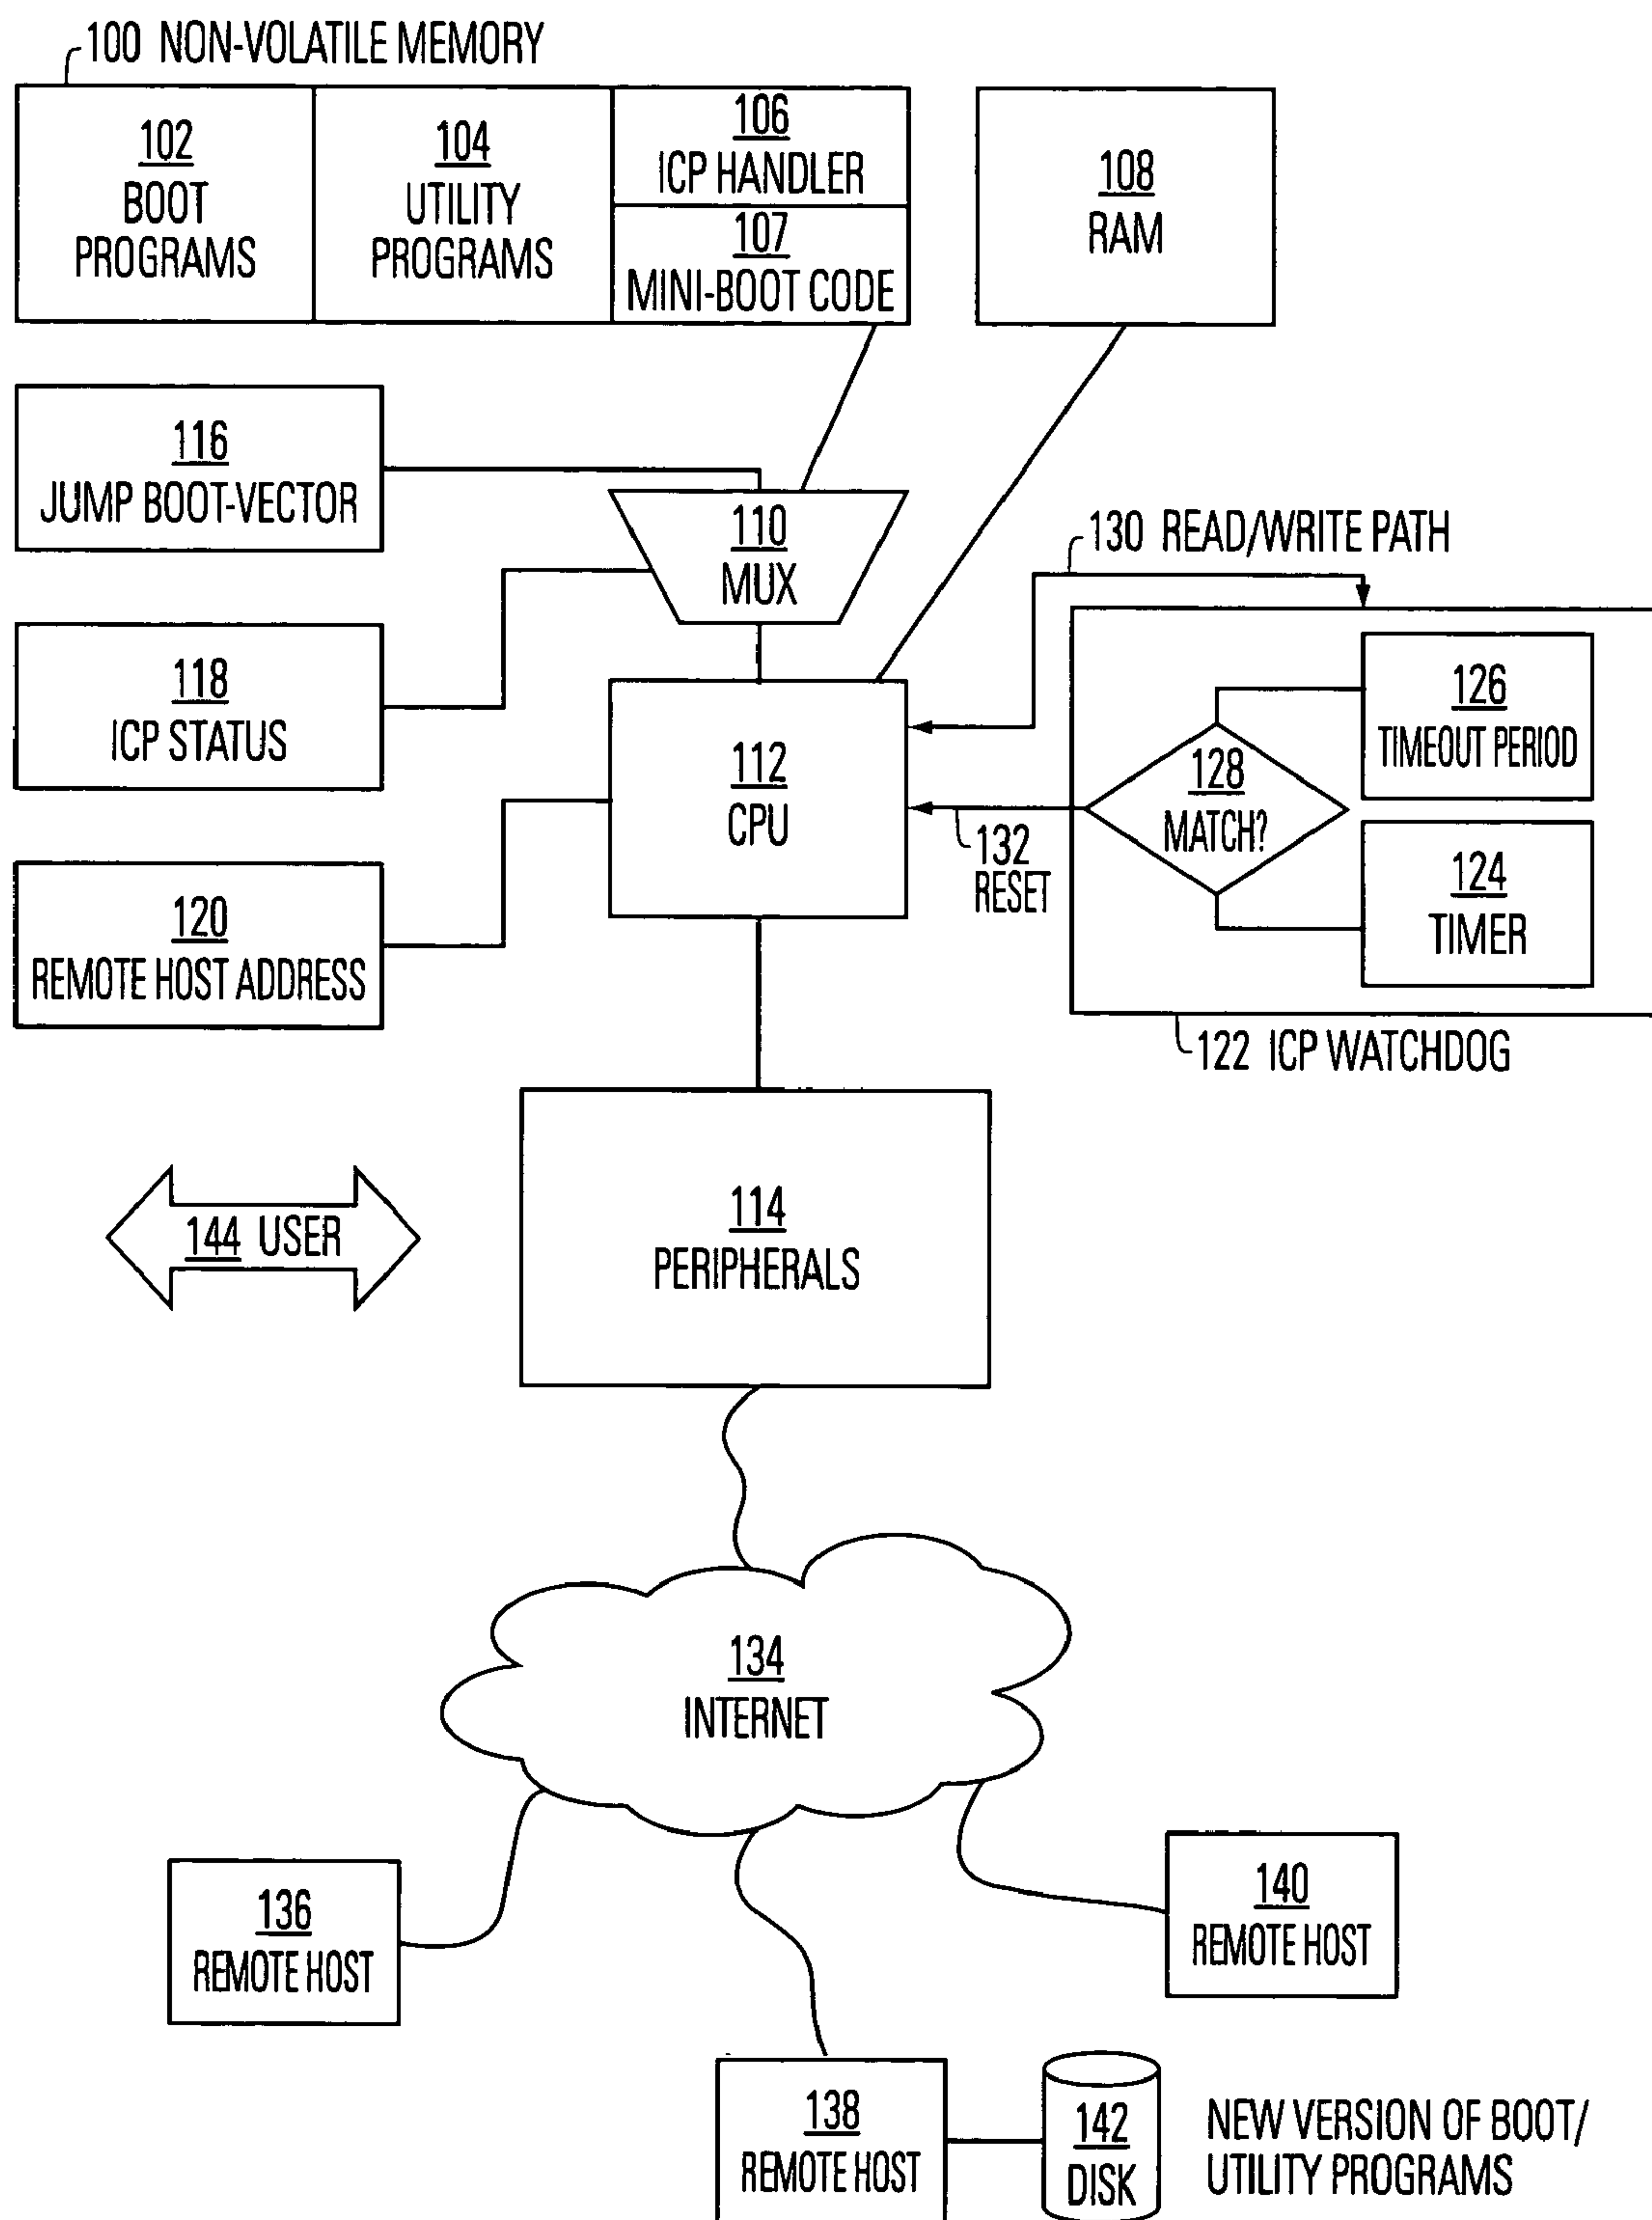 100 NON-VOLATILE MEMORY
102
BOOT
PROGRAMS
104
UTILITY
PROGRAMS
106
ICP HANDLER
107
MINI-BOOT CODE
108
RAM
116
JUMP BOOT-VECTOR
110
MUX
130 READ/WRITE PATH
118
ICP STATUS
112
CPU
126
TIMEOUT PERIOD
128
MATCH?
132
RESET
124
TIMER
120
REMOTE HOST ADDRESS
122 ICP WATCHDOG
114
PERIPHERALS
144 USER
134
INTERNET
136
REMOTE HOST
140
REMOTE HOST
138
REMOTE HOST
142
DISK
NEW VERSION OF BOOT/
UTILITY PROGRAMS